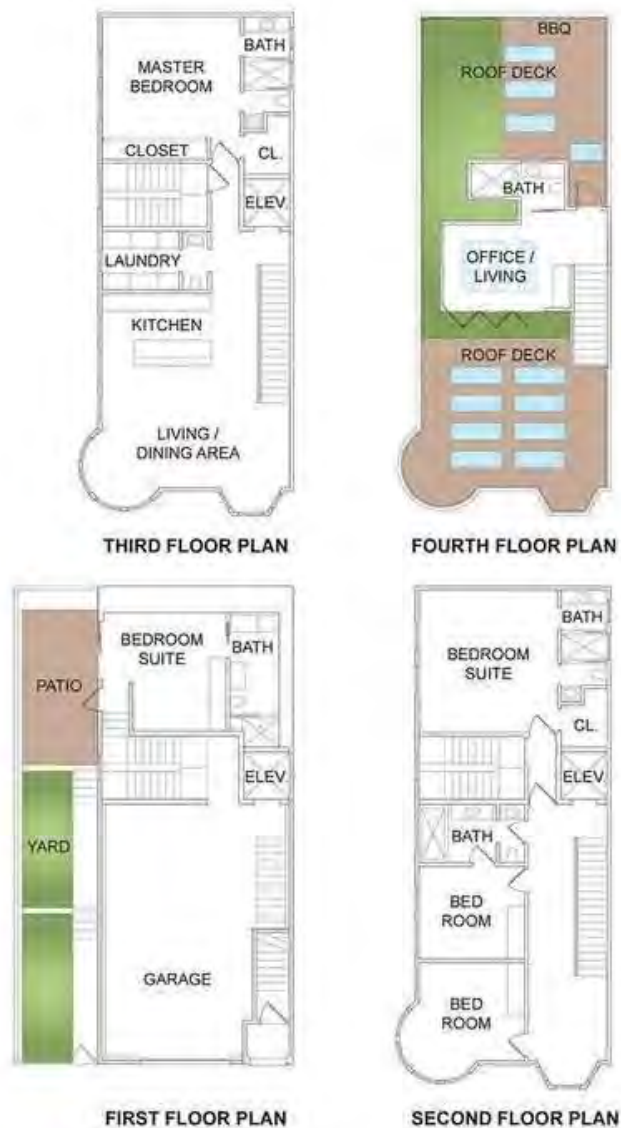 BATH
MASTER
BEDROOM
CLOSET
CL.
ELEV.
LAUNDRY
KITCHEN
LIVING /
DINING AREA
THIRD FLOOR PLAN
BBQ
ROOF DECK
BATH
OFFICE /
LIVING
ROOF DECK
FOURTH FLOOR PLAN
BEDROOM
SUITE
BATH
PATIO
ELEV.
YARD
GARAGE
FIRST FLOOR PLAN
BATH
BEDROOM
SUITE
CL.
ELEV.
BATH
BED
ROOM
BED
ROOM
SECOND FLOOR PLAN